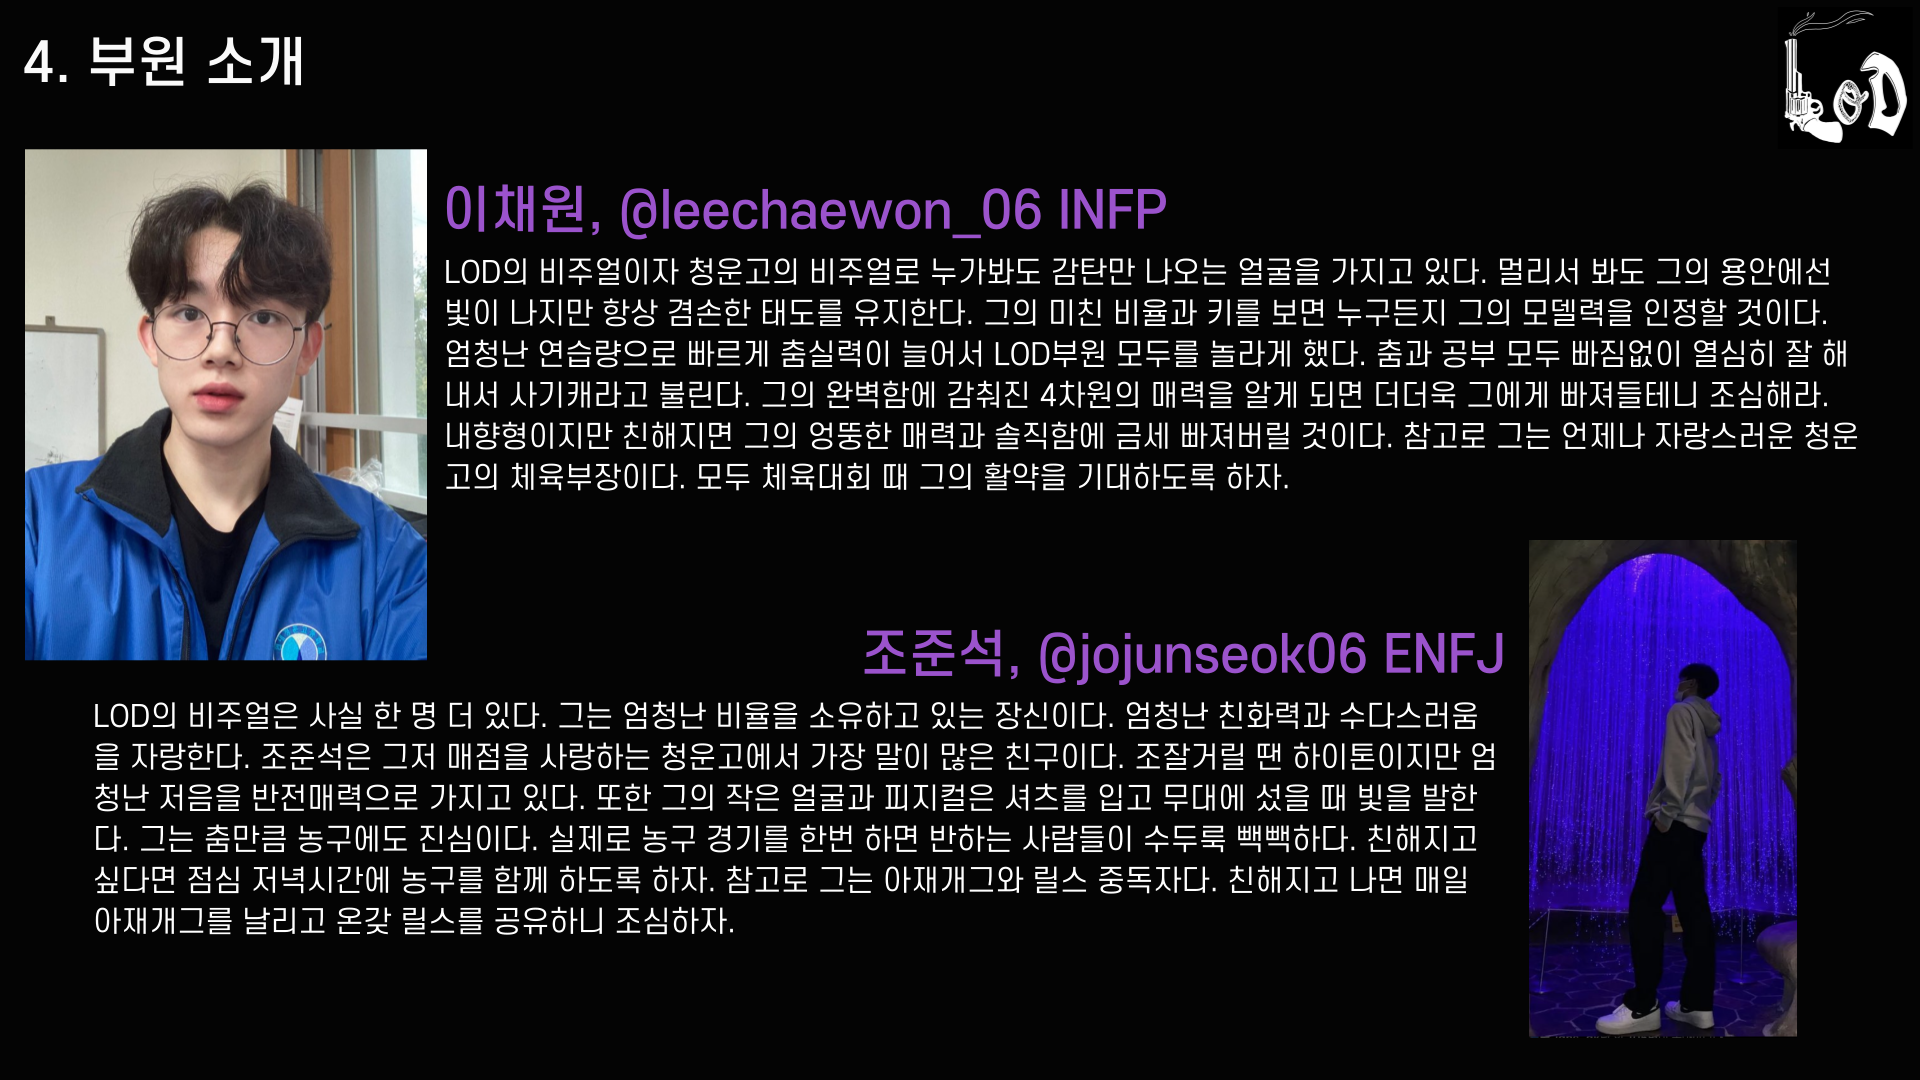 4. 부원 소개
LOD
이채원, @leechaewon_06 INFP
LOD의 비주얼이자 청운고의 비주얼로 누가봐도 감탄만 나오는 얼굴을 가지고 있다. 멀리서 봐도 그의 용안에선
빛이 나지만 항상 겸손한 태도를 유지한다. 그의 미친 비율과 키를 보면 누구든지 그의 모델력을 인정할 것이다.
엄청난 연습량으로 빠르게 춤실력이 늘어서 LOD부원 모두를 놀라게 했다. 춤과 공부 모두 빠짐없이 열심히 잘 해
내서 사기캐라고 불린다. 그의 완벽함에 감춰진 4차원의 매력을 알게 되면 더더욱 그에게 빠져들테니 조심해라.
내향형이지만 친해지면 그의 엉뚱한 매력과 솔직함에 금세 빠져버릴 것이다. 참고로 그는 언제나 자랑스러운 청운
고의 체육부장이다. 모두 체육대회 때 그의 활약을 기대하도록 하자.
조준석, @jojunseok06 ENFJ
LOD의 비주얼은 사실 한 명 더 있다. 그는 엄청난 비율을 소유하고 있는 장신이다. 엄청난 친화력과 수다스러움
을 자랑한다. 조준석은 그저 매점을 사랑하는 청운고에서 가장 말이 많은 친구이다. 조잘거릴 땐 하이톤이지만 엄
청난 저음을 반전매력으로 가지고 있다. 또한 그의 작은 얼굴과 피지컬은 셔츠를 입고 무대에 섰을 때 빛을 발한
다. 그는 춤만큼 농구에도 진심이다. 실제로 농구 경기를 한번 하면 반하는 사람들이 수두룩 빽빽하다. 친해지고
싶다면 점심 저녁시간에 농구를 함께 하도록 하자. 참고로 그는 아재개그와 릴스 중독자다. 친해지고 나면 매일
아재개그를 날리고 온갖 릴스를 공유하니 조심하자.